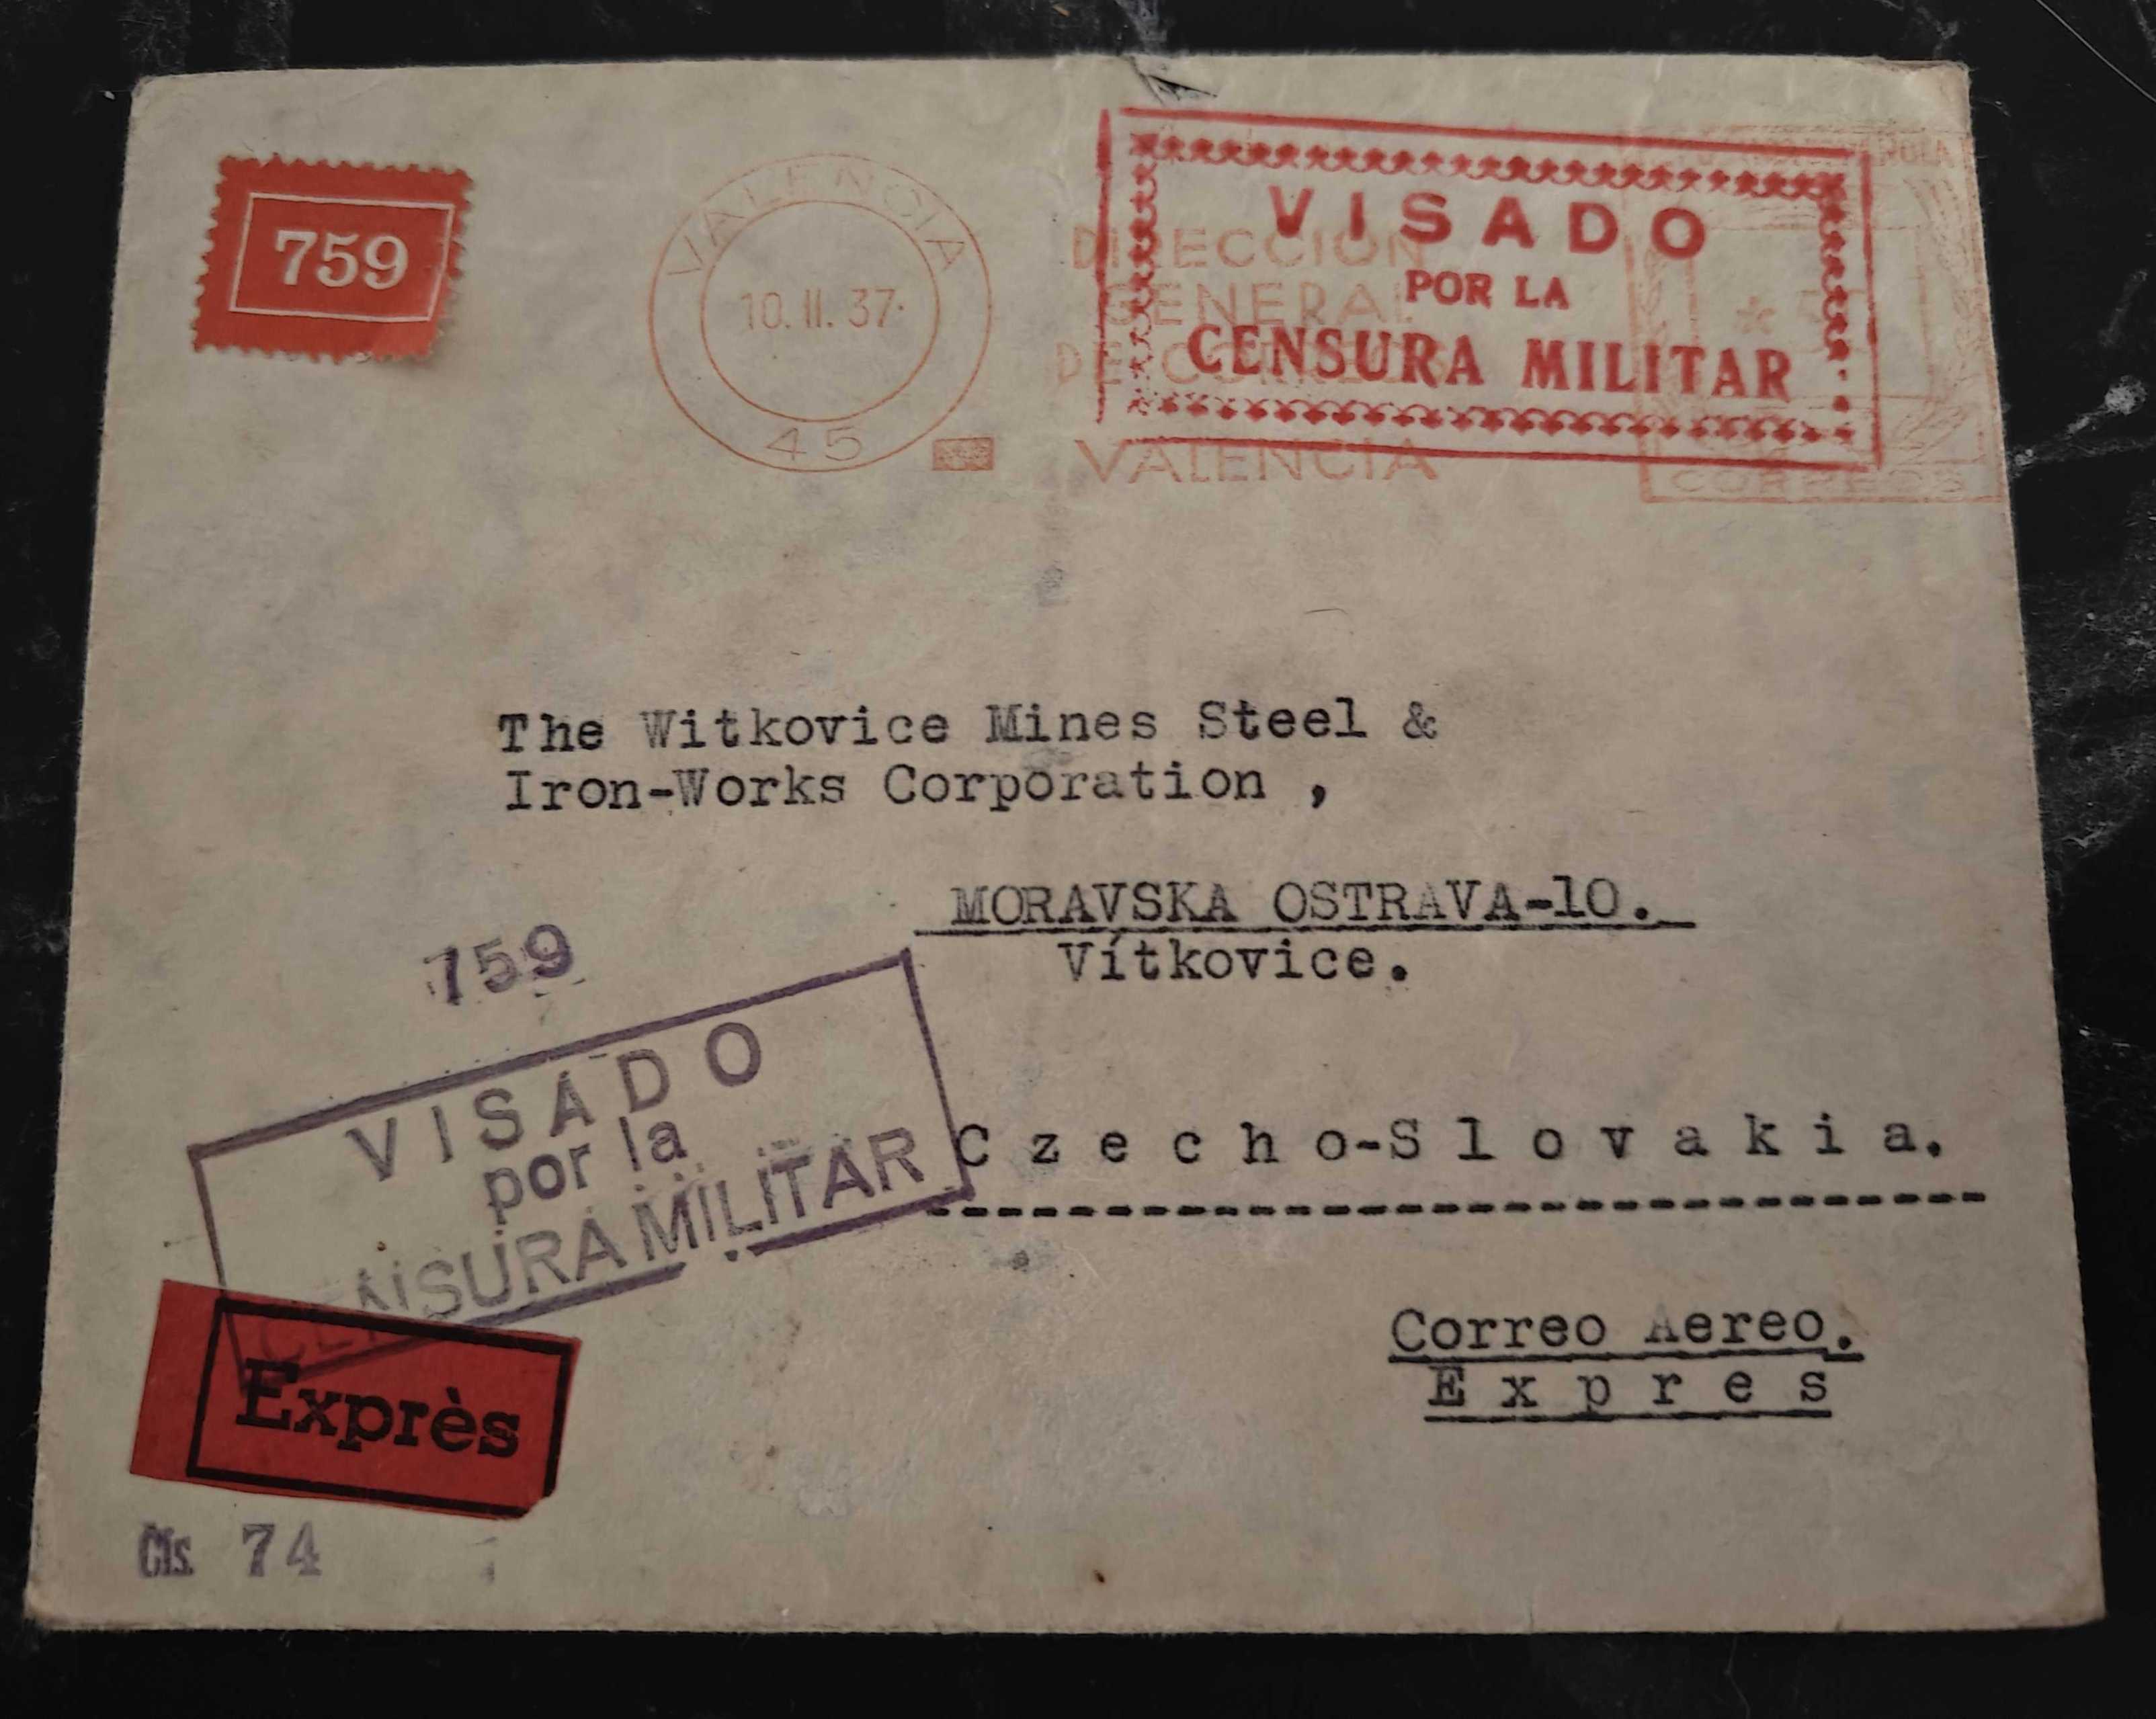 759
VALENCIA
10. II. 37.
45
DIRECCION
GENERAL
DE
VALENCIA
VISADO
POR LA
CENSURA MILITAR
CORREOS
The Witkovice Mines Steel &
Iron-Works Corporation ,
MORAVSKA OSTRAVA-10.
Vítkovice.
759
VISADO
por la
CENSURA MILITAR
Czecho-Slovakia.
Correo Aereo.
Expres
Exprès
Cts. 74